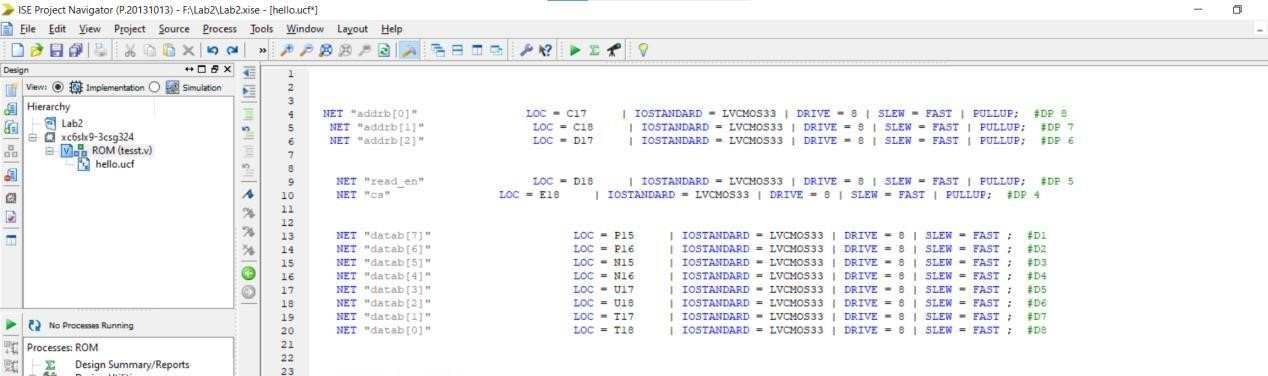 ISE Project Navigator (P.20131013) - F:\Lab2\Lab2.xise - [hello.ucf*]
File Edit View Project Source Process Tools Window Layout Help
Design
View: Implementation Simulation
Hierarchy
Lab2
xc6slx9-3csg324
ROM (tesst.v)
hello.ucf
No Processes Running
Processes: ROM
Design Summary/Reports
1
2
3
4 NET "addrb[0]" LOC = C17 | IOSTANDARD = LVCMOS33 | DRIVE = 8 | SLEW = FAST | PULLUP; #DP 8
5 NET "addrb[1]" LOC = C18 | IOSTANDARD = LVCMOS33 | DRIVE = 8 | SLEW = FAST | PULLUP; #DP 7
6 NET "addrb[2]" LOC = D17 | IOSTANDARD = LVCMOS33 | DRIVE = 8 | SLEW = FAST | PULLUP; #DP 6
7
8
9 NET "read_en" LOC = D18 | IOSTANDARD = LVCMOS33 | DRIVE = 8 | SLEW = FAST | PULLUP; #DP 5
10 NET "cs" LOC = E18 | IOSTANDARD = LVCMOS33 | DRIVE = 8 | SLEW = FAST | PULLUP; #DP 4
11
12
13 NET "datab[7]" LOC = P15 | IOSTANDARD = LVCMOS33 | DRIVE = 8 | SLEW = FAST ; #D1
14 NET "datab[6]" LOC = P16 | IOSTANDARD = LVCMOS33 | DRIVE = 8 | SLEW = FAST ; #D2
15 NET "datab[5]" LOC = N15 | IOSTANDARD = LVCMOS33 | DRIVE = 8 | SLEW = FAST ; #D3
16 NET "datab[4]" LOC = N16 | IOSTANDARD = LVCMOS33 | DRIVE = 8 | SLEW = FAST ; #D4
17 NET "datab[3]" LOC = U17 | IOSTANDARD = LVCMOS33 | DRIVE = 8 | SLEW = FAST ; #D5
18 NET "datab[2]" LOC = U18 | IOSTANDARD = LVCMOS33 | DRIVE = 8 | SLEW = FAST ; #D6
19 NET "datab[1]" LOC = T17 | IOSTANDARD = LVCMOS33 | DRIVE = 8 | SLEW = FAST ; #D7
20 NET "datab[0]" LOC = T18 | IOSTANDARD = LVCMOS33 | DRIVE = 8 | SLEW = FAST ; #D8
21
22
23